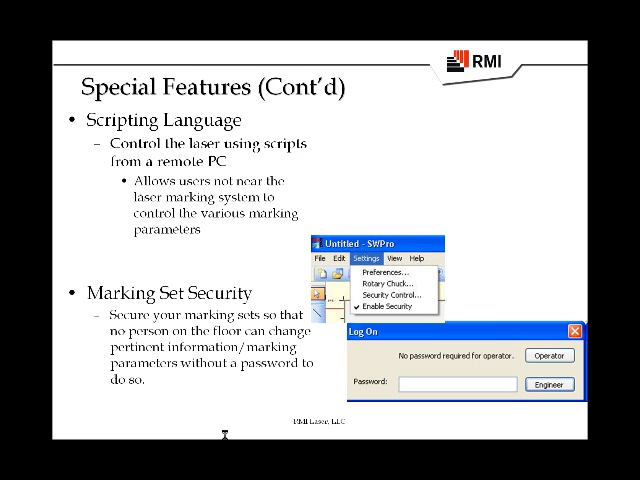 RMI
Special Features (Cont'd)
• Scripting Language
– Control the laser using scripts
from a remote PC
• Allows users not near the
laser marking system to
control the various marking
parameters
Untitled - SWPro
File Edit Settings View Help
Preferences...
Rotary Chuck...
Security Control...
Enable Security
• Marking Set Security
– Secure your marking sets so that
no person on the floor can change
pertinent information/marking
parameters without a password to
do so.
Log On
No password required for operator. Operator
Password: Engineer
RMI Laser, LLC